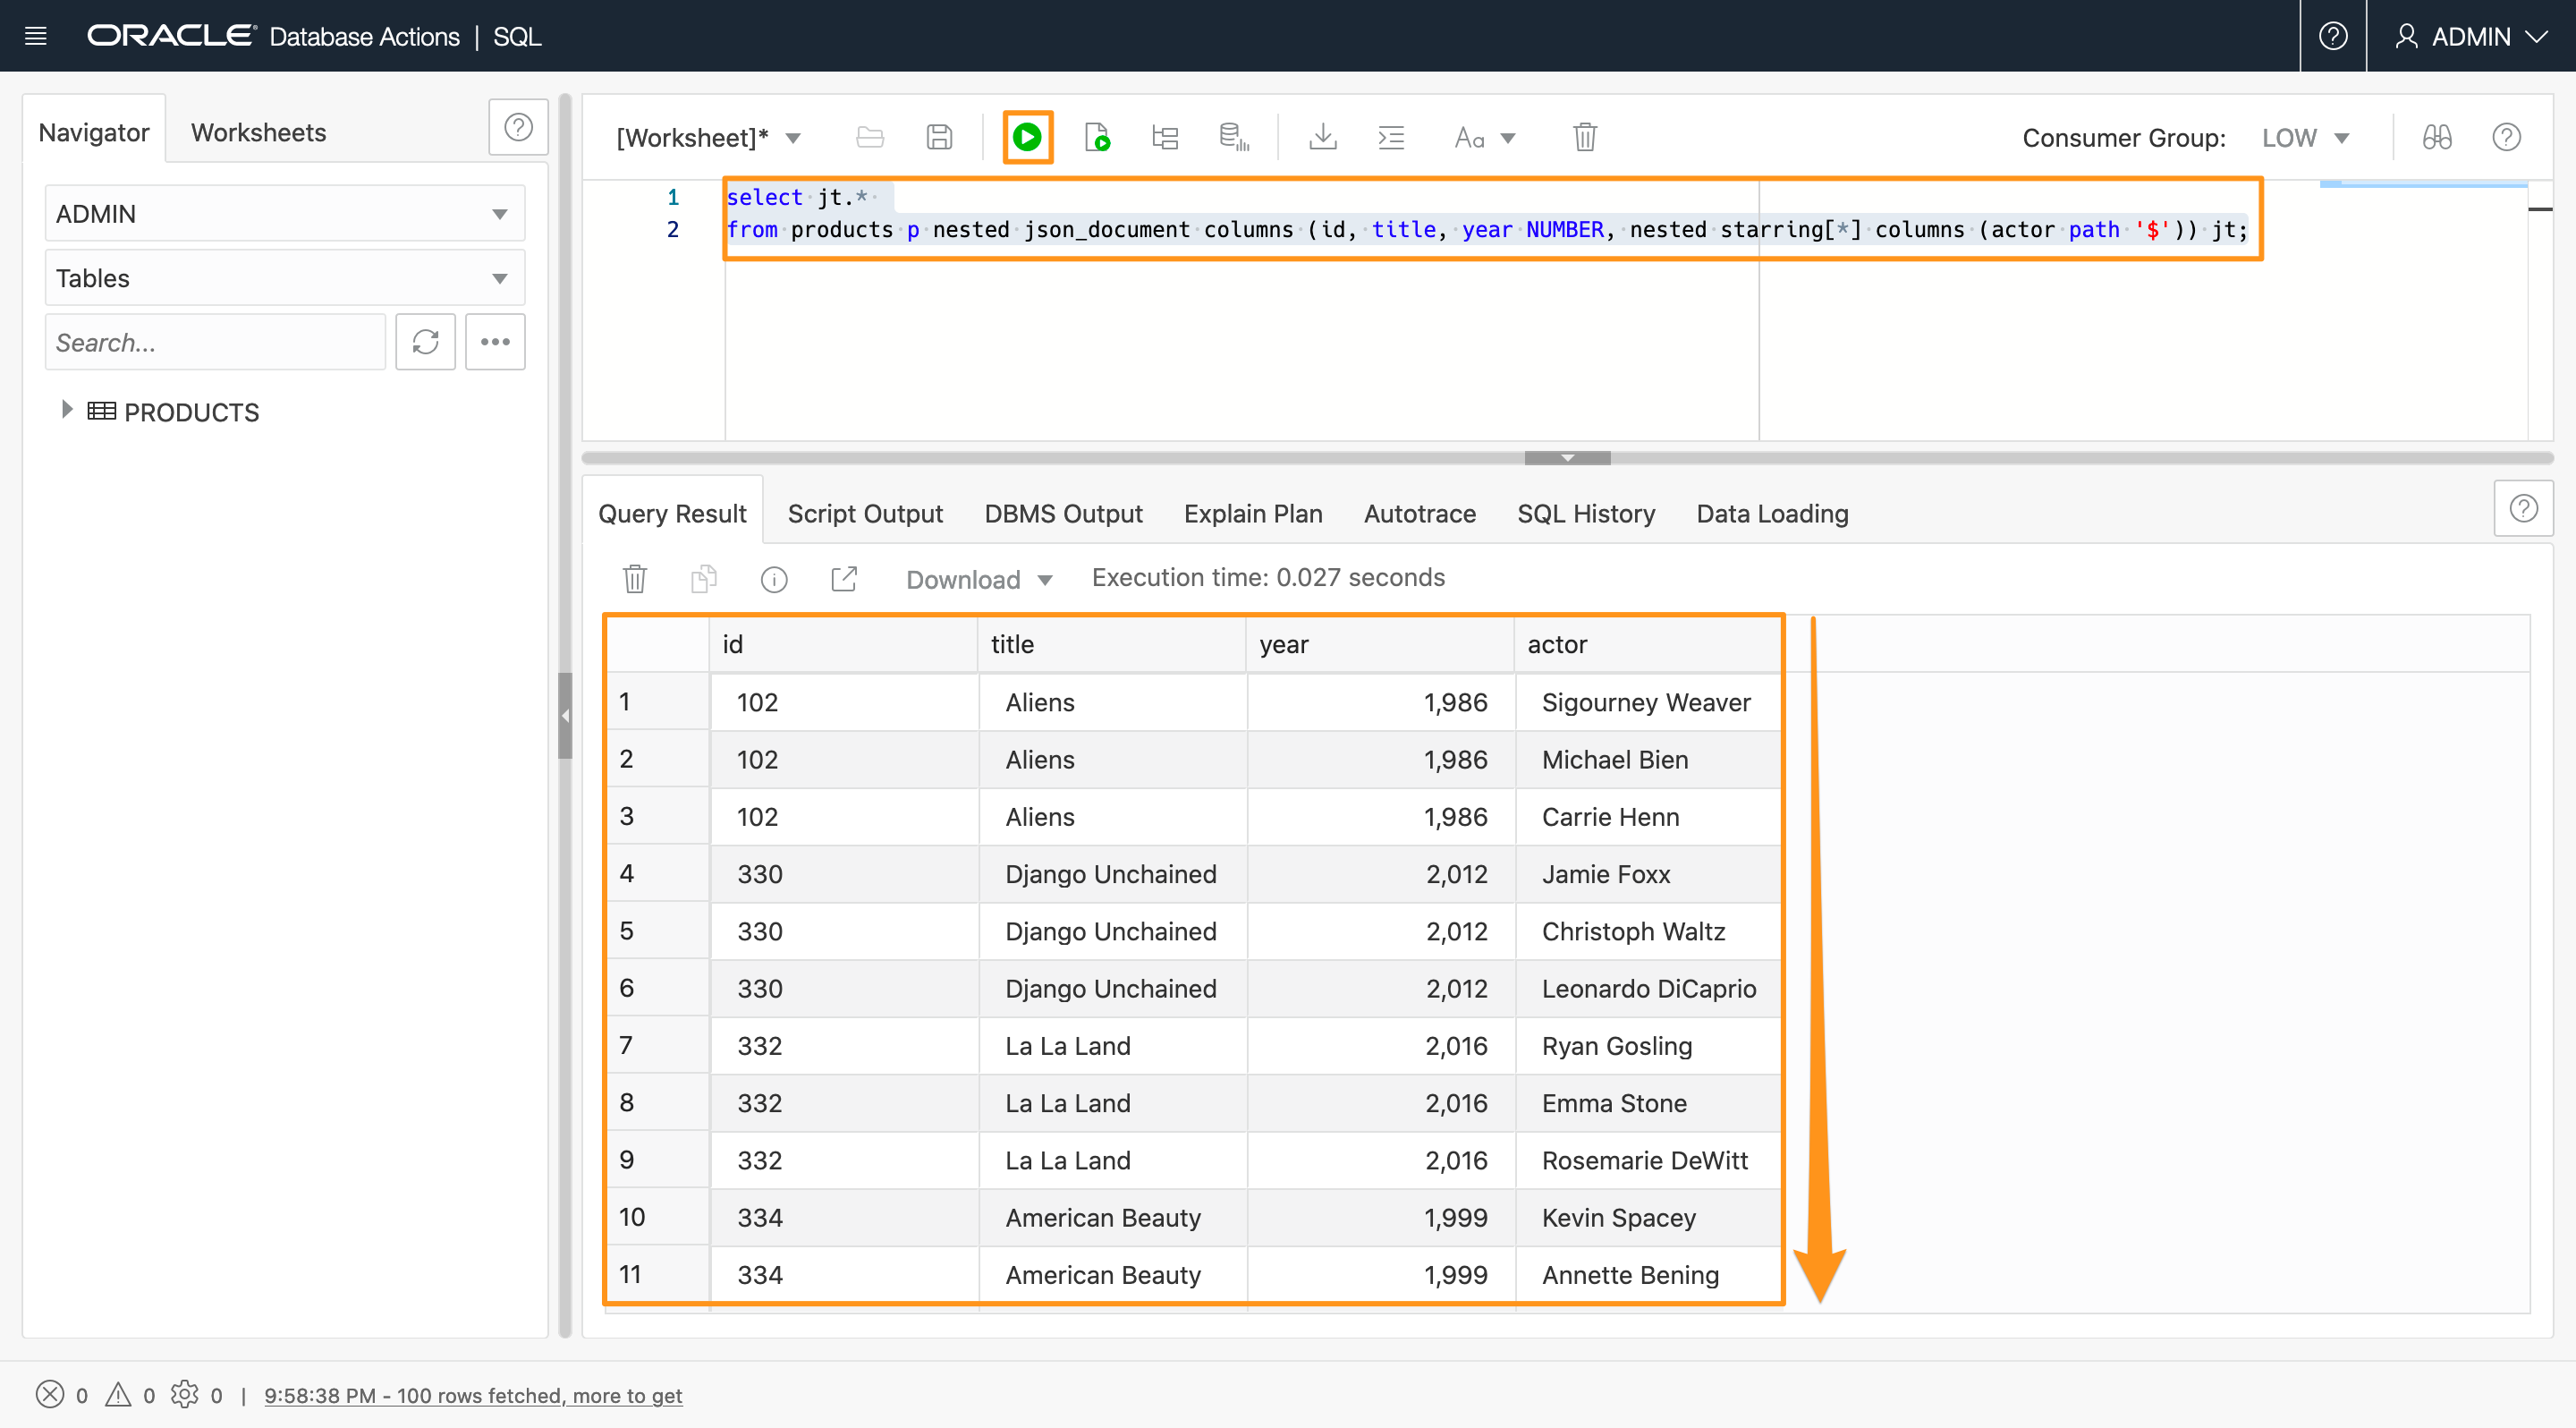 ORACLE Database Actions | SQL
ADMIN
Navigator
Worksheets
ADMIN
Tables
Search...
PRODUCTS
[Worksheet]*
Aa
Consumer Group: LOW
1 select jt.*
2 from products p nested json_document columns (id, title, year NUMBER, nested starring[*] columns (actor path '$')) jt;
Query Result Script Output DBMS Output Explain Plan Autotrace SQL History Data Loading
Download Execution time: 0.027 seconds
id title year actor
1 102 Aliens 1,986 Sigourney Weaver
2 102 Aliens 1,986 Michael Bien
3 102 Aliens 1,986 Carrie Henn
4 330 Django Unchained 2,012 Jamie Foxx
5 330 Django Unchained 2,012 Christoph Waltz
6 330 Django Unchained 2,012 Leonardo DiCaprio
7 332 La La Land 2,016 Ryan Gosling
8 332 La La Land 2,016 Emma Stone
9 332 La La Land 2,016 Rosemarie DeWitt
10 334 American Beauty 1,999 Kevin Spacey
11 334 American Beauty 1,999 Annette Bening
0 0 0 | 9:58:38 PM - 100 rows fetched, more to get